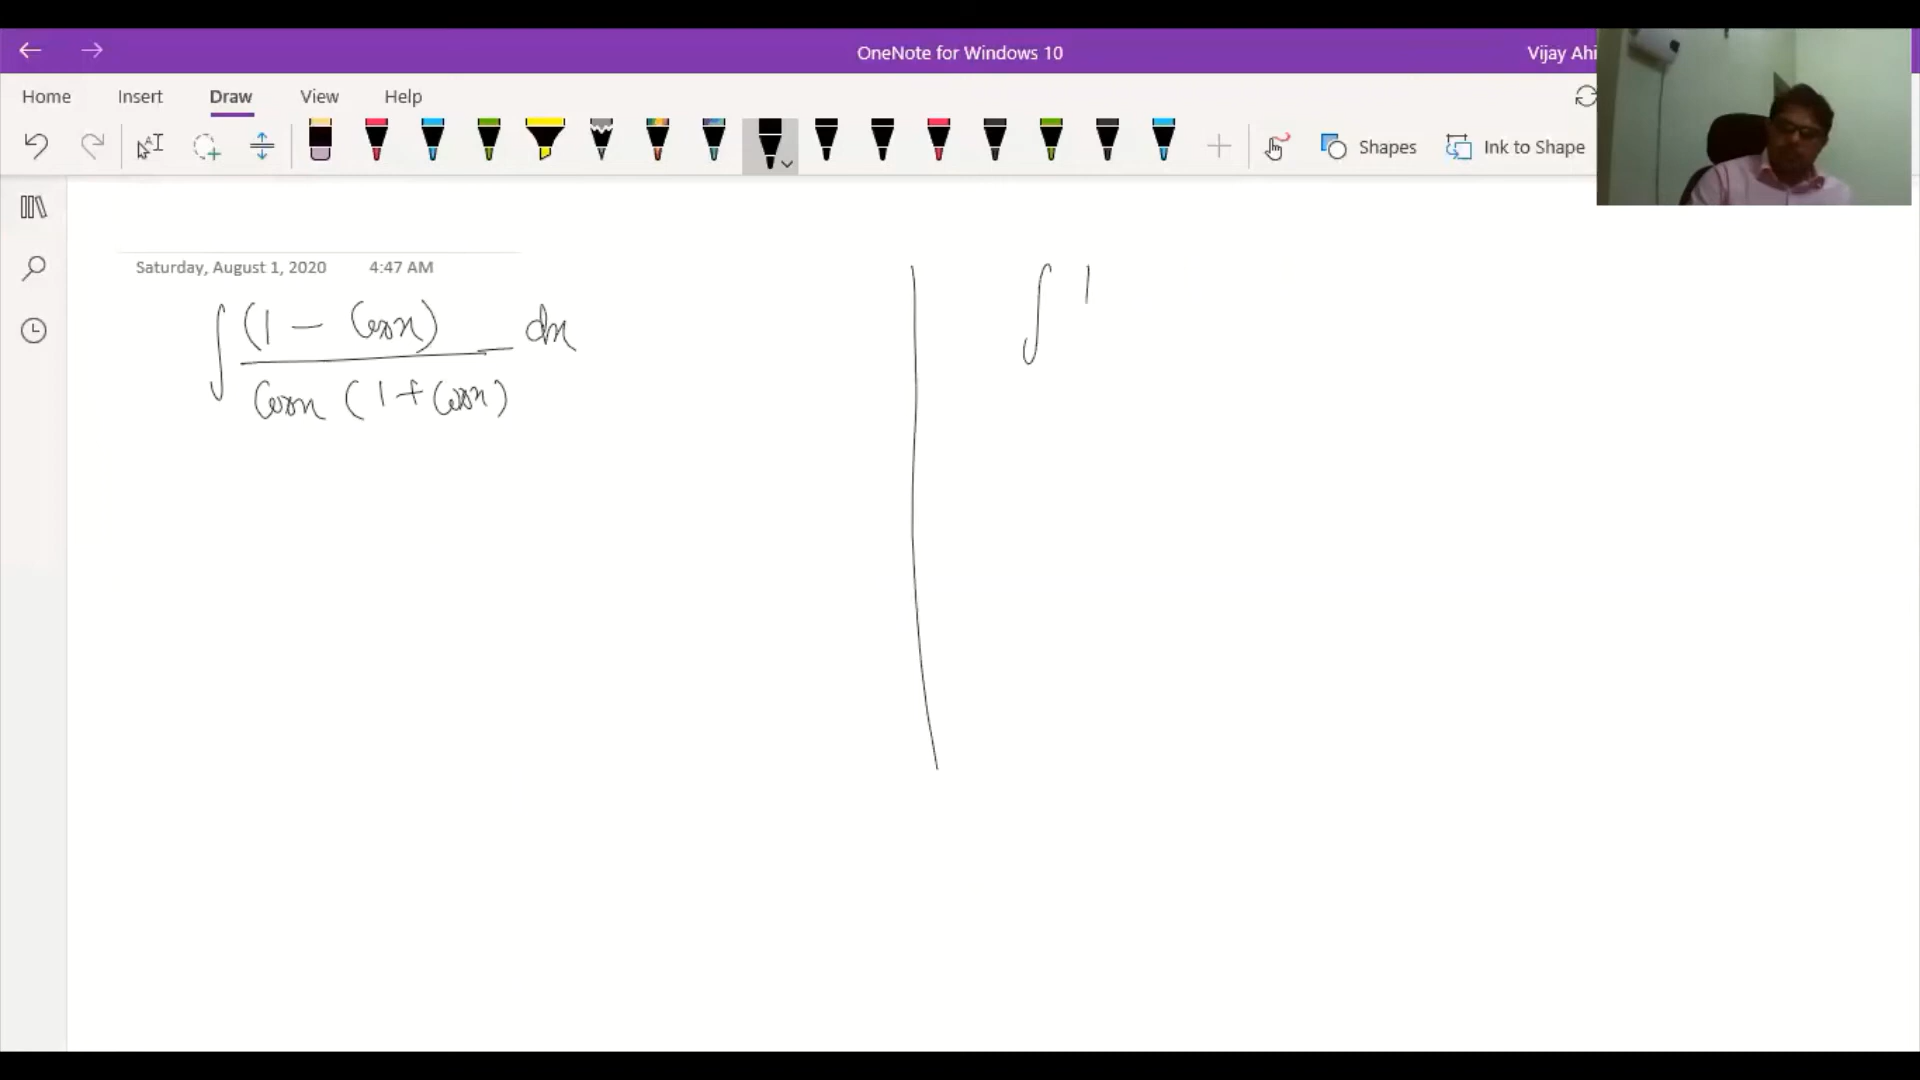 OneNote for Windows 10
Vijay Ahi
Home Insert Draw View Help
Shapes Ink to Shape
Saturday, August 1, 2020 4:47 AM
∫ (1 - Cosx) dx
Cosx (1 + Cosx)
∫ 1